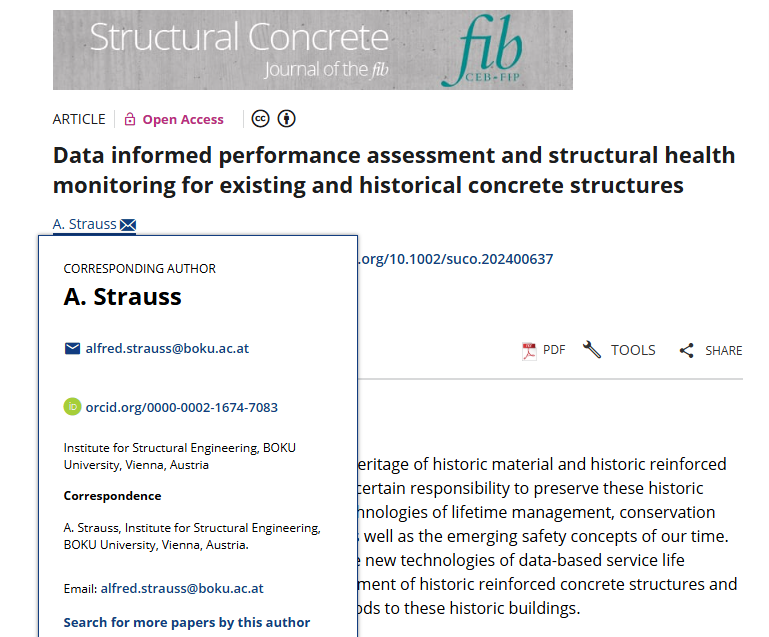 Structural Concrete
Journal of the fib
fib
CEB-FIP
ARTICLE Open Access cc
Data informed performance assessment and structural health
monitoring for existing and historical concrete structures
A. Strauss
.org/10.1002/suco.202400637
CORRESPONDING AUTHOR
A. Strauss
alfred.strauss@boku.ac.at
PDF TOOLS SHARE
iD orcid.org/0000-0002-1674-7083
Institute for Structural Engineering, BOKU
University, Vienna, Austria
Correspondence
A. Strauss, Institute for Structural Engineering,
BOKU University, Vienna, Austria.
Email: alfred.strauss@boku.ac.at
Search for more papers by this author
eritage of historic material and historic reinforced
certain responsibility to preserve these historic
hnologies of lifetime management, conservation
well as the emerging safety concepts of our time.
new technologies of data-based service life
ment of historic reinforced concrete structures and
ods to these historic buildings.